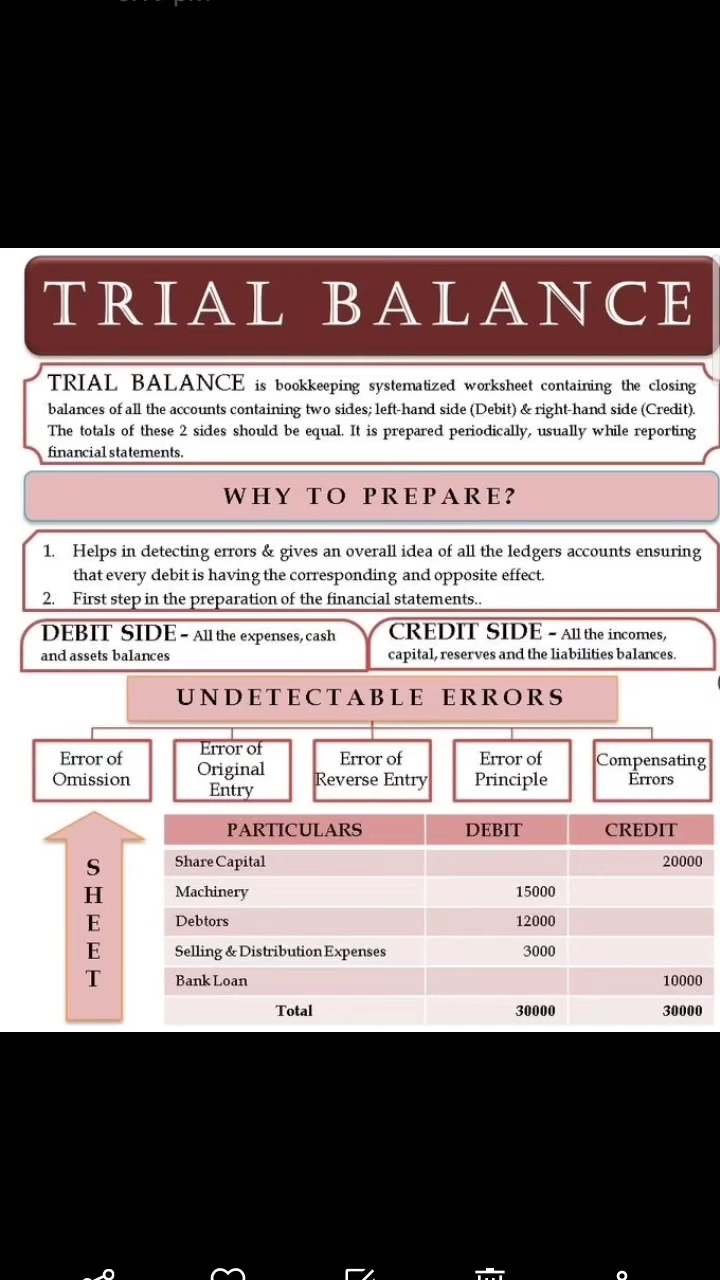 TRIAL BALANCE
TRIAL BALANCE is bookkeeping systematized worksheet containing the closing
balances of all the accounts containing two sides; left-hand side (Debit) & right-hand side (Credit).
The totals of these 2 sides should be equal. It is prepared periodically, usually while reporting
financial statements.
WHY TO PREPARE?
1. Helps in detecting errors & gives an overall idea of all the ledgers accounts ensuring
that every debit is having the corresponding and opposite effect.
2. First step in the preparation of the financial statements..
DEBIT SIDE - All the expenses, cash
and assets balances
CREDIT SIDE - All the incomes,
capital, reserves and the liabilities balances.
UNDETECTABLE ERRORS
Error of
Omission
Error of
Original
Entry
Error of
Reverse Entry
Error of
Principle
Compensating
Errors
SHEET
PARTICULARS DEBIT CREDIT
Share Capital 20000
Machinery 15000
Debtors 12000
Selling & Distribution Expenses 3000
Bank Loan 10000
Total 30000 30000